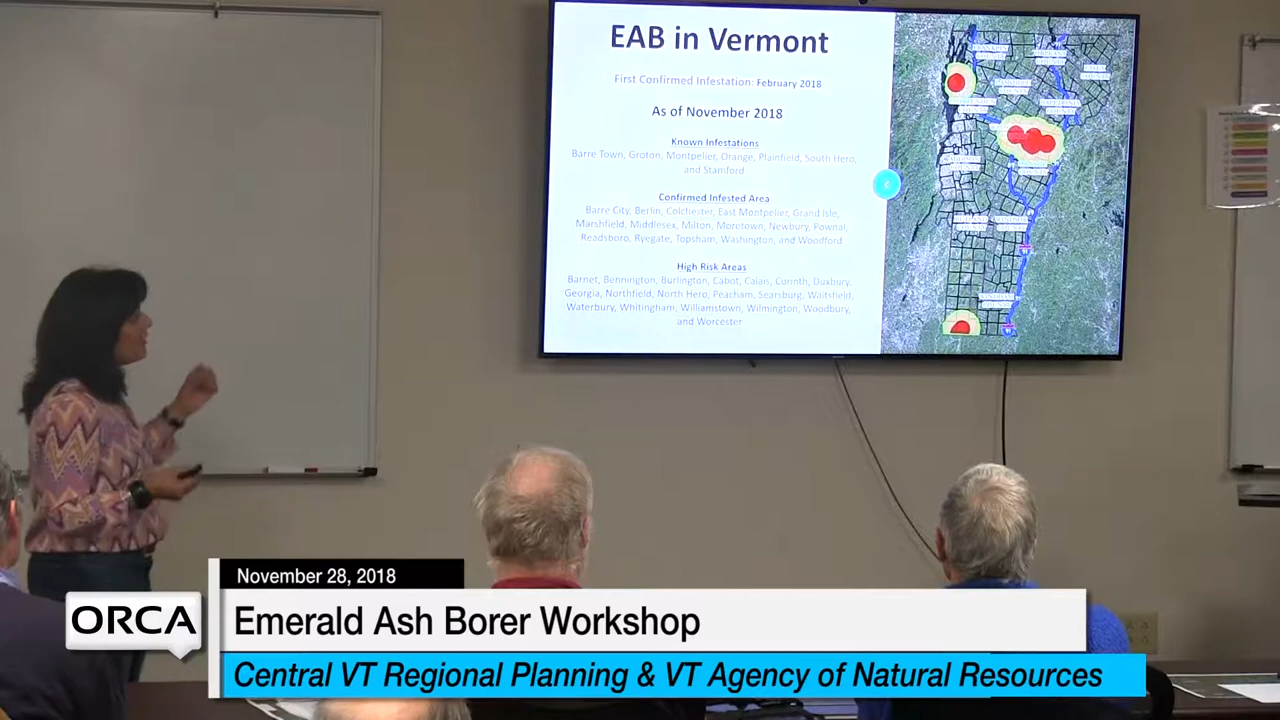 EAB in Vermont
First Confirmed Infestation: February 2018
As of November 2018
Known Infestations
Barre Town, Groton, Montpelier, Orange, Plainfield, South Hero,
and Stamford
Confirmed Infested Area
Barre City, Berlin, Colchester, East Montpelier, Grand Isle,
Marshfield, Middlesex, Milton, Moretown, Newbury, Pownal,
Readsboro, Ryegate, Topsham, Washington, and Woodford
High Risk Areas
Barnet, Bennington, Burlington, Cabot, Calais, Corinth, Duxbury,
Georgia, Northfield, North Hero, Peacham, Searsburg, Waitsfield,
Waterbury, Whitingham, Williamstown, Wilmington, Woodbury,
and Worcester
November 28, 2018
ORCA
Emerald Ash Borer Workshop
Central VT Regional Planning & VT Agency of Natural Resources